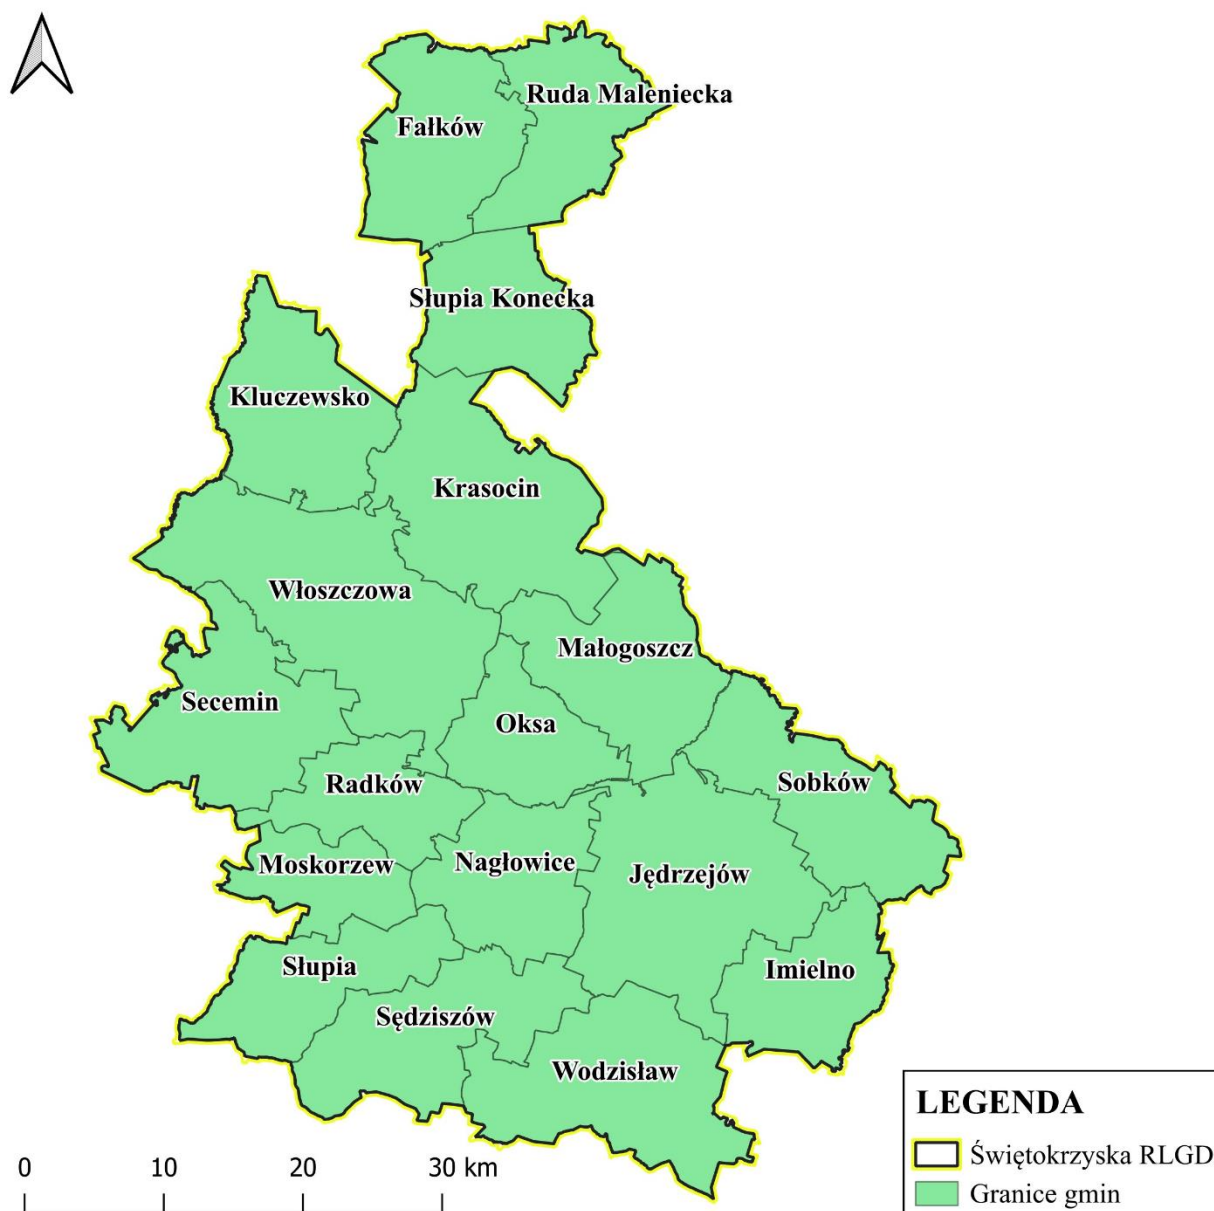 Ruda Maleniecka
Fałków
Słupia Konecka
Kluczewsko
Krasocin
Włoszczowa
Małogoszcz
Secemin
Oksa
Radków
Sobków
Moskorzew
Nagłowice
Jędrzejów
Słupia
Imielno
Sędziszów
Wodzisław
0 10 20 30 km
LEGENDA
Świętokrzyska RLGD
Granice gmin